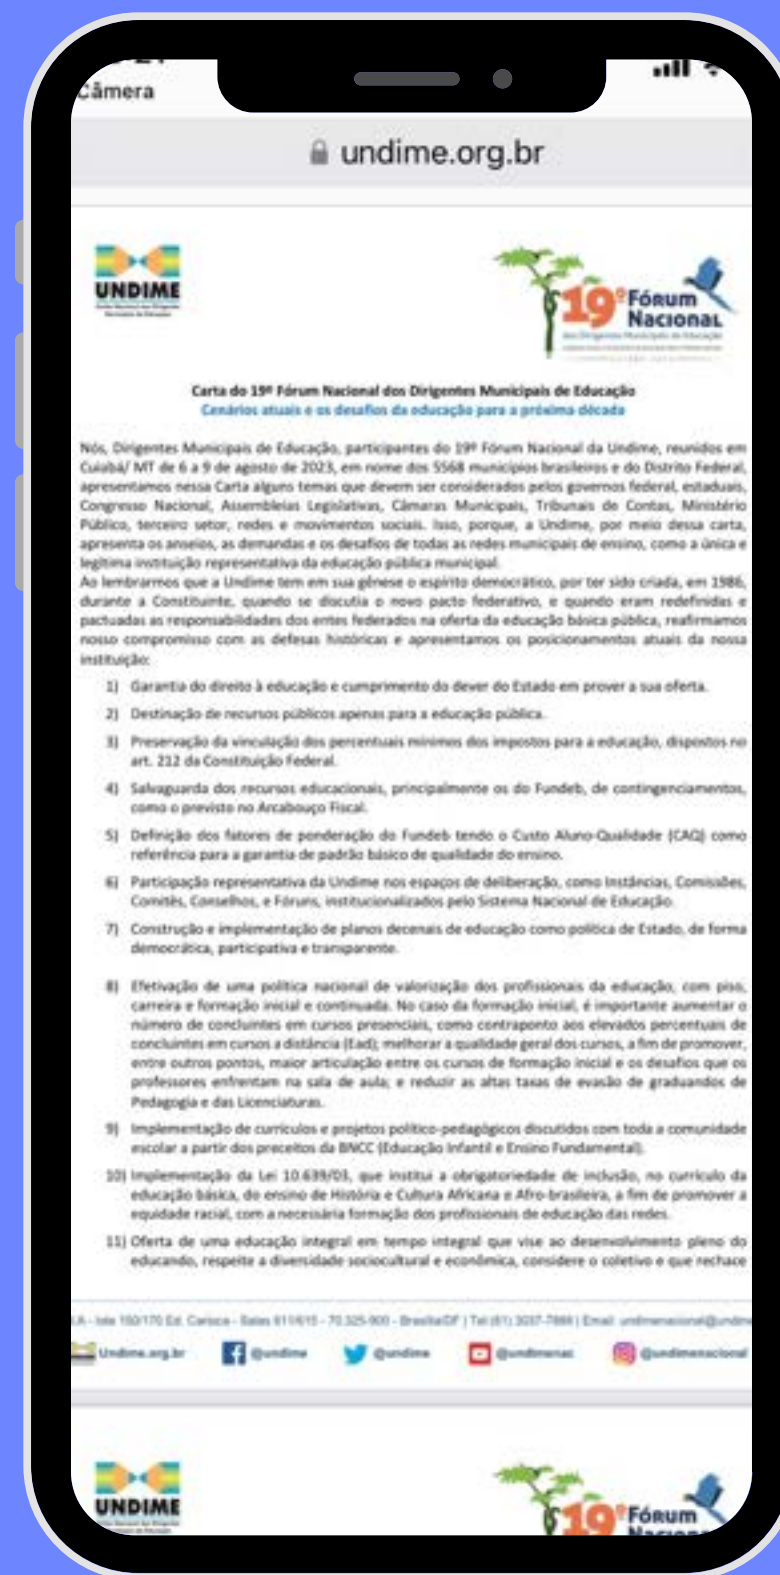 Câmera
undime.org.br
UNDIME
19º Fórum
Nacional
dos Dirigentes Municipais de Educação
Carta do 19º Fórum Nacional dos Dirigentes Municipais de Educação
Cenários atuais e os desafios da educação para a próxima década
Nós, Dirigentes Municipais de Educação, participantes do 19º Fórum Nacional da Undime, reunidos em
Cuiabá/ MT de 6 a 9 de agosto de 2023, em nome dos 5568 municípios brasileiros e do Distrito Federal,
apresentamos nessa Carta alguns temas que devem ser considerados pelos governos federal, estaduais,
Congresso Nacional, Assembleias Legislativas, Câmaras Municipais, Tribunais de Contas, Ministério
Público, terceiro setor, redes e movimentos sociais. Isso, porque, a Undime, por meio dessa carta,
apresenta os anseios, as demandas e os desafios de todas as redes municipais de ensino, como a única e
legítima instituição representativa da educação pública municipal.
Ao lembrarmos que a Undime tem em sua gênese o espírito democrático, por ter sido criada, em 1986,
durante a Constituinte, quando se discutia o novo pacto federativo, e quando eram redefinidas e
pactuadas as responsabilidades dos entes federados na oferta da educação básica pública, reafirmamos
nosso compromisso com as defesas históricas e apresentamos os posicionamentos atuais da nossa
instituição:
1) Garantia do direito à educação e cumprimento do dever do Estado em prover a sua oferta.
2) Destinação de recursos públicos apenas para a educação pública.
3) Preservação da vinculação dos percentuais mínimos dos impostos para a educação, dispostos no
art. 212 da Constituição Federal.
4) Salvaguarda dos recursos educacionais, principalmente os do Fundeb, de contingenciamentos,
como o previsto no Arcabouço Fiscal.
5) Definição dos fatores de ponderação do Fundeb tendo o Custo Aluno-Qualidade (CAQ) como
referência para a garantia de padrão básico de qualidade do ensino.
6) Participação representativa da Undime nos espaços de deliberação, como Instâncias, Comissões,
Comitês, Conselhos, e Fóruns, institucionalizados pelo Sistema Nacional de Educação.
7) Construção e implementação de planos decenais de educação como política de Estado, de forma
democrática, participativa e transparente.
8) Efetivação de uma política nacional de valorização dos profissionais da educação, com piso,
carreira e formação inicial e continuada. No caso da formação inicial, é importante aumentar o
número de concluintes em cursos presenciais, como contraponto aos elevados percentuais de
concluintes em cursos a distância (Ead); melhorar a qualidade geral dos cursos, a fim de promover,
entre outros pontos, maior articulação entre os cursos de formação inicial e os desafios que os
professores enfrentam na sala de aula; e reduzir as altas taxas de evasão de graduandos de
Pedagogia e das Licenciaturas.
9) Implementação de currículos e projetos político-pedagógicos discutidos com toda a comunidade
escolar a partir dos preceitos da BNCC (Educação Infantil e Ensino Fundamental).
10) Implementação da Lei 10.639/03, que institui a obrigatoriedade de inclusão, no currículo da
educação básica, do ensino de História e Cultura Africana e Afro-brasileira, a fim de promover a
equidade racial, com a necessária formação dos profissionais de educação das redes.
11) Oferta de uma educação integral em tempo integral que vise ao desenvolvimento pleno do
educando, respeite a diversidade sociocultural e econômica, considere o coletivo e que rechace
Ed. Carioca - Salas 611/615 - 70.325-900 - Brasília/DF | Tel (61) 3037-7888 | Email
Undime.org.br @undime @undime @undimenac @undimenacional
UNDIME
19º Fórum